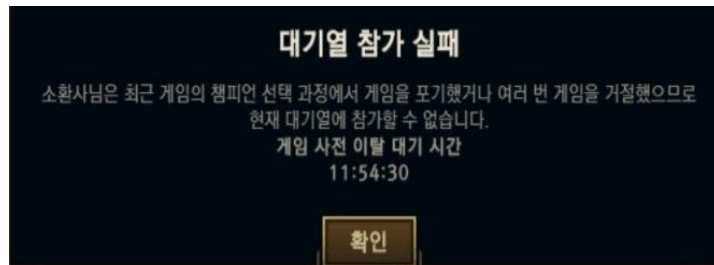 대기열 참가 실패
소환사님은 최근 게임의 챔피언 선택 과정에서 게임을 포기했거나 여러 번 게임을 거절했으므로
현재 대기열에 참가할 수 없습니다.
게임 사전 이탈 대기 시간
11:54:30
확인